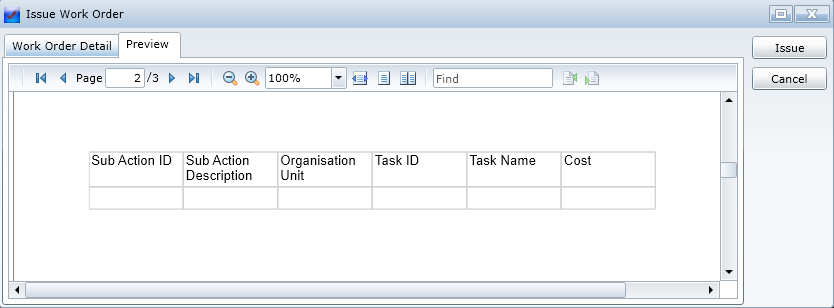 Issue Work Order
Work Order Detail Preview
Issue
Page 2 /3 100% Find
Cancel
Sub Action ID Sub Action Description Organisation Unit Task ID Task Name Cost